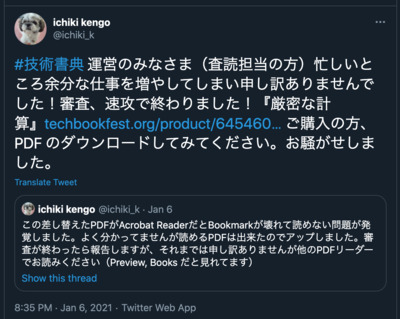 ichiki kengo
@ichiki_k
#技術書典 運営のみなさま（査読担当の方）忙しいと
ころ余分な仕事を増やしてしまい申し訳ありませんで
した！審査、速攻で終わりました！『厳密な計
算』techbookfest.org/product/645460... ご購入の方、
PDF のダウンロードしてみてください。お騒がせしま
した。
Translate Tweet
ichiki kengo @ichiki_k · Jan 6
この差し替えたPDFがAcrobat ReaderだとBookmarkが壊れて読めない問題が発
覚しました。よく分かってませんが読めるPDFは出来たのでアップしました。審
査が終わったら報告しますが、それまでは申し訳ありませんが他のPDFリーダー
でお読みください（Preview, Books だと見れてます）
Show this thread
8:35 PM · Jan 6, 2021 · Twitter Web App